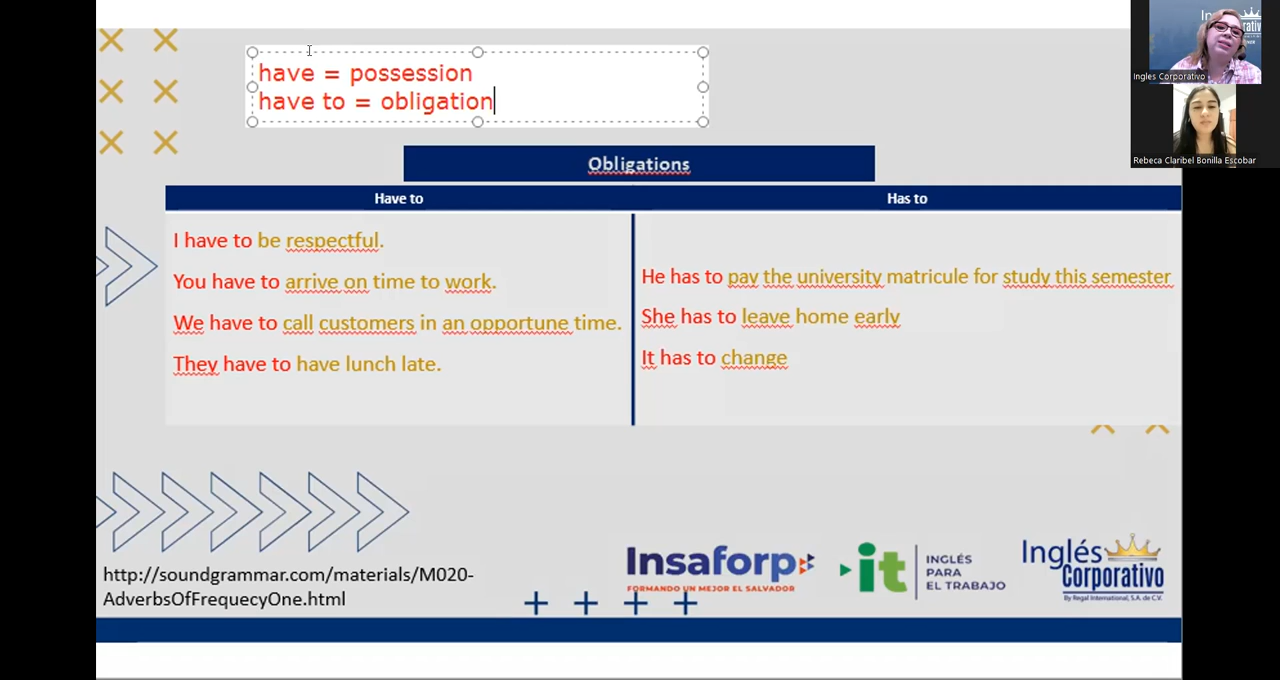 have = possession
have to = obligation
Obligations
Have to
Has to
I have to be respectful.
You have to arrive on time to work.
We have to call customers in an opportune time.
They have to have lunch late.
He has to pay the university matricule for study this semester
She has to leave home early
It has to change
http://soundgrammar.com/materials/M020-
AdverbsOfFrequecyOne.html
Insaforp
FORMANDO UN MEJOR EL SALVADOR
it
INGLÉS
PARA
EL TRABAJO
Inglés
Corporativo
By Regal International, S.A. de C.V.
Ingles Corporativo
Rebeca Claribel Bonilla Escobar